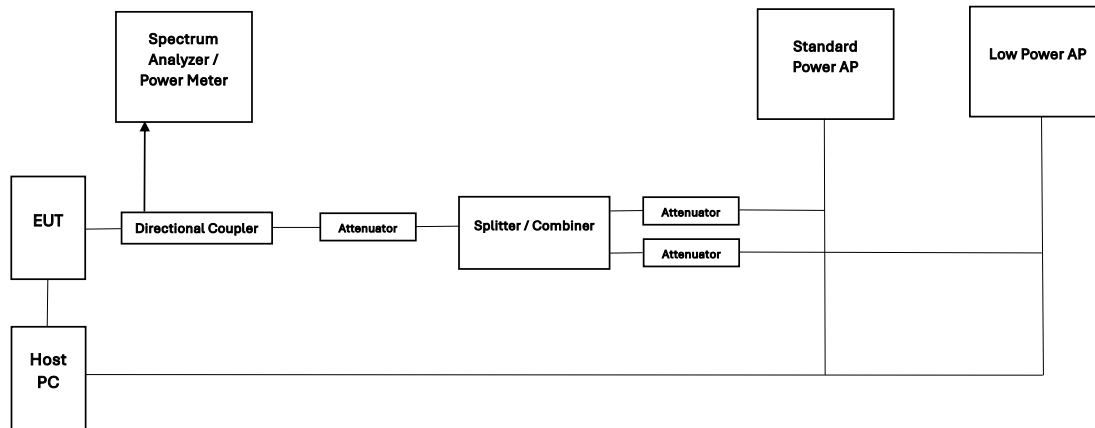 Spectrum
Analyzer /
Power Meter
Standard
Power AP
Low Power AP
EUT
Directional Coupler
Attenuator
Splitter / Combiner
Attenuator
Attenuator
Host
PC